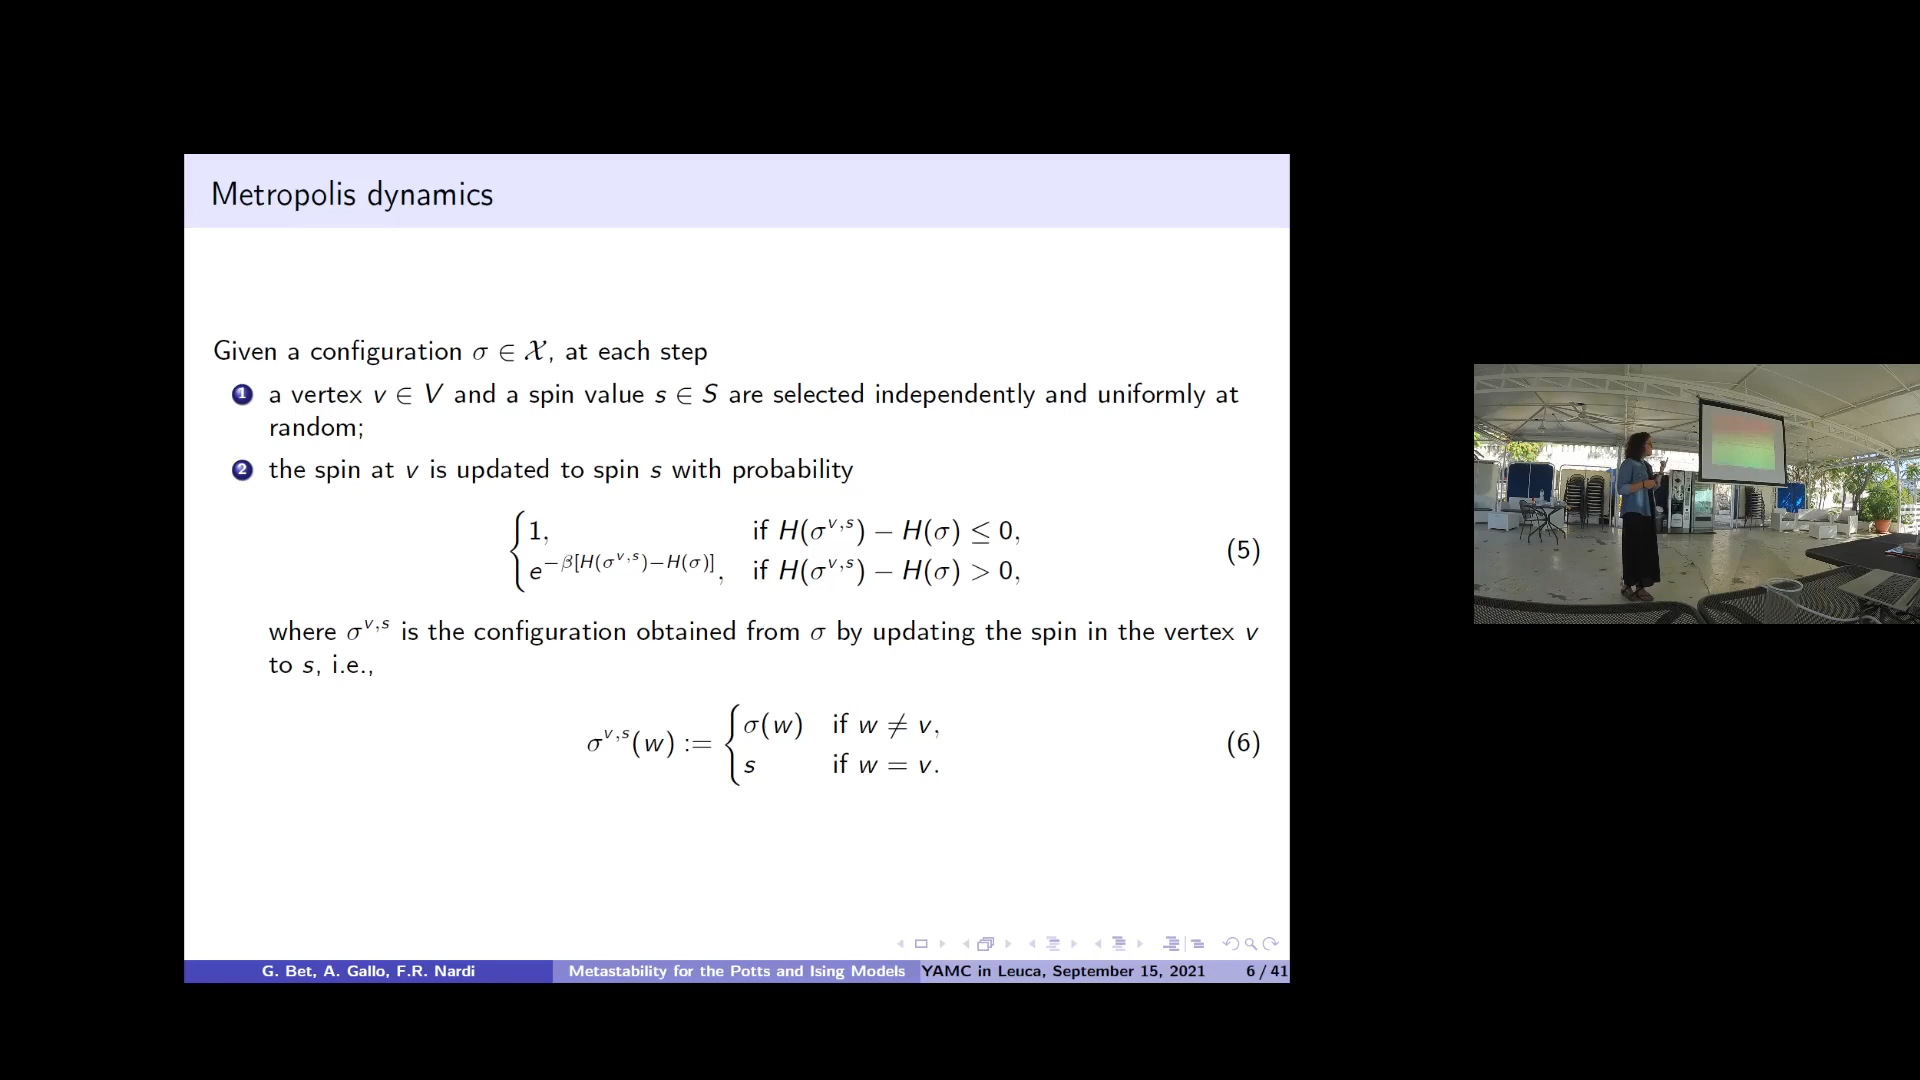 Metropolis dynamics
Given a configuration σ ∈ 𝒳, at each step
1 a vertex v ∈ V and a spin value s ∈ S are selected independently and uniformly at
random;
2 the spin at v is updated to spin s with probability
{ 1, if H(σ^{v,s}) − H(σ) ≤ 0,
e^{−β[H(σ^{v,s})−H(σ)]}, if H(σ^{v,s}) − H(σ) > 0, (5)
where σ^{v,s} is the configuration obtained from σ by updating the spin in the vertex v
to s, i.e.,
σ^{v,s}(w) := { σ(w) if w ≠ v,
s if w = v. (6)
G. Bet, A. Gallo, F.R. Nardi Metastability for the Potts and Ising Models YAMC in Leuca, September 15, 2021 6 / 41